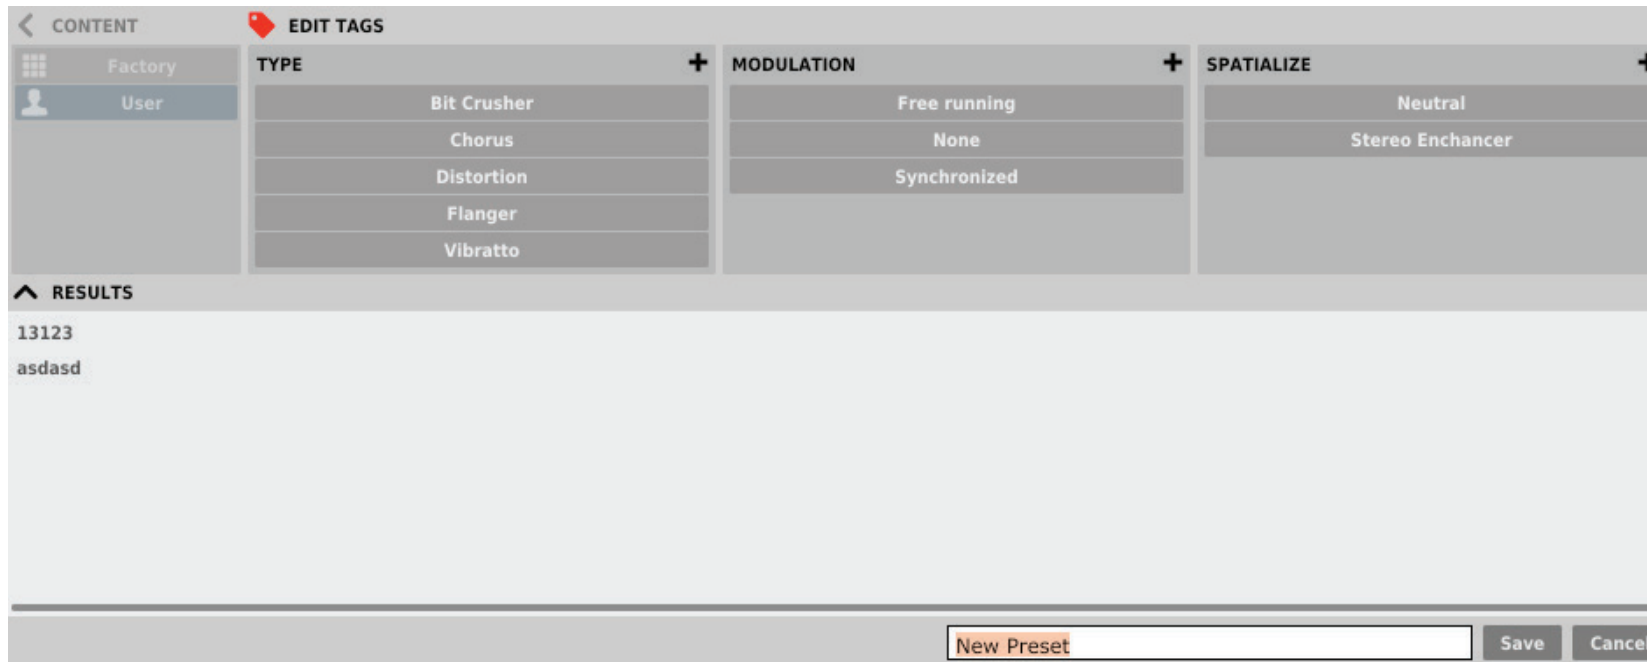 CONTENT
EDIT TAGS
Factory
User
TYPE
Bit Crusher
Chorus
Distortion
Flanger
Vibratto
MODULATION
Free running
None
Synchronized
SPATIALIZE
Neutral
Stereo Enchancer
RESULTS
13123
asdasd
New Preset
Save
Cancel